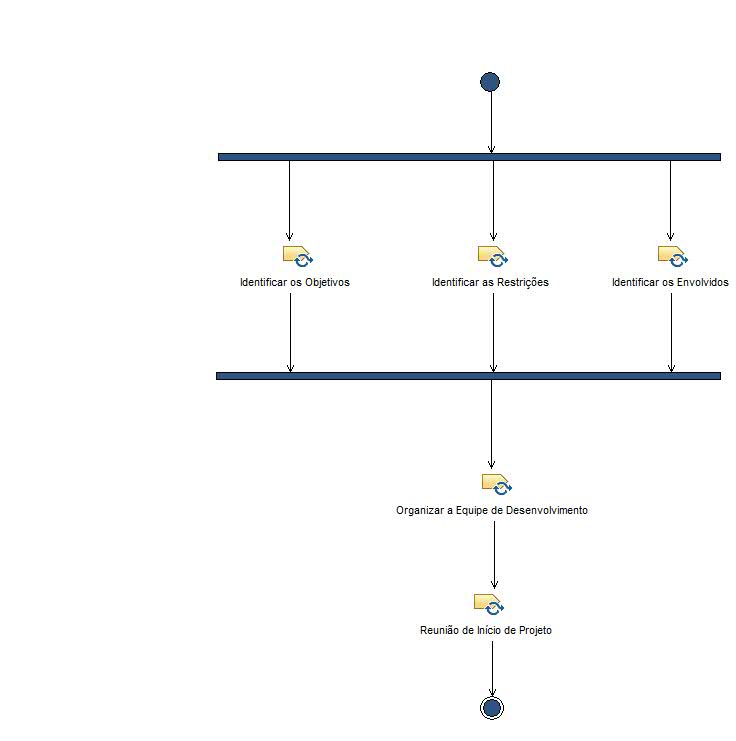 Identificar os Objetivos
Identificar as Restrições
Identificar os Envolvidos
Organizar a Equipe de Desenvolvimento
Reunião de Início de Projeto